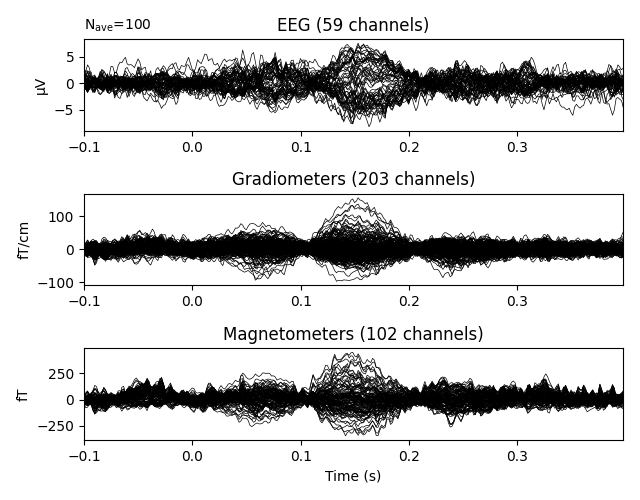 N_ave=100
EEG (59 channels)
5
0
−5
µV
−0.1 0.0 0.1 0.2 0.3
Gradiometers (203 channels)
100
0
−100
fT/cm
−0.1 0.0 0.1 0.2 0.3
Magnetometers (102 channels)
250
0
−250
fT
−0.1 0.0 0.1 0.2 0.3
Time (s)